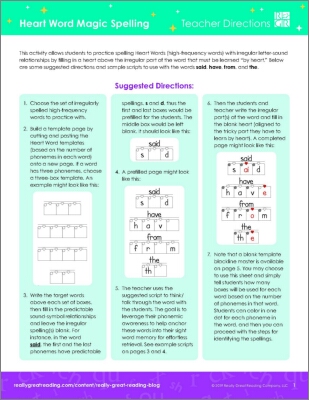 Heart Word Magic Spelling
Teacher Directions
This activity allows students to practice spelling Heart Words (high-frequency words) with irregular letter-sound
relationships by filling in a heart above the irregular part of the word that must be learned "by heart." Below
are some suggested directions and sample scripts to use with the words said, have, from, and the.
Suggested Directions:
1. Choose the set of irregularly
spelled high-frequency
words to practice with.
2. Build a template page by
cutting and pasting the
Heart Word templates
(based on the number of
phonemes in each word)
onto a new page. If a word
has three phonemes, choose
a three box template. An
example might look like this:
3. Write the target words
above each set of boxes,
then fill in the predictable
sound-symbol relationships
and leave the irregular
spelling(s) blank. For
instance, in the word
said, the first and the last
phonemes have predictable
spellings, s and d, thus the
first and last boxes would be
prefilled for the students. The
middle box would be left
blank. It should look like this:
said
s d
4. A prefilled page might look
like this:
said
s d
have
h v
from
f r m
the
th
5. The teacher uses the
suggested script to think/
talk through the word with
the students. The goal is to
leverage their phonemic
awareness to help anchor
these words into their sight
word memory for effortless
retrieval. See example scripts
on pages 3 and 4.
6. Then the students and
teacher write the irregular
part(s) of the word and fill in
the blank heart (aligned to
the tricky part they have to
learn by heart). A completed
page might look like this:
said
s ai d
have
h a v e
from
f r o m
the
th e
7. Note that a blank template
blackline master is available
on page 5. You may choose
to use this sheet and simply
tell students how many
boxes will be used for each
word based on the number
of phonemes in that word.
Students can color in one
dot for each phoneme in
the word, and then you can
proceed with the steps for
identifying the spellings.
reallygreatreading.com/content/really-great-reading-blog
1